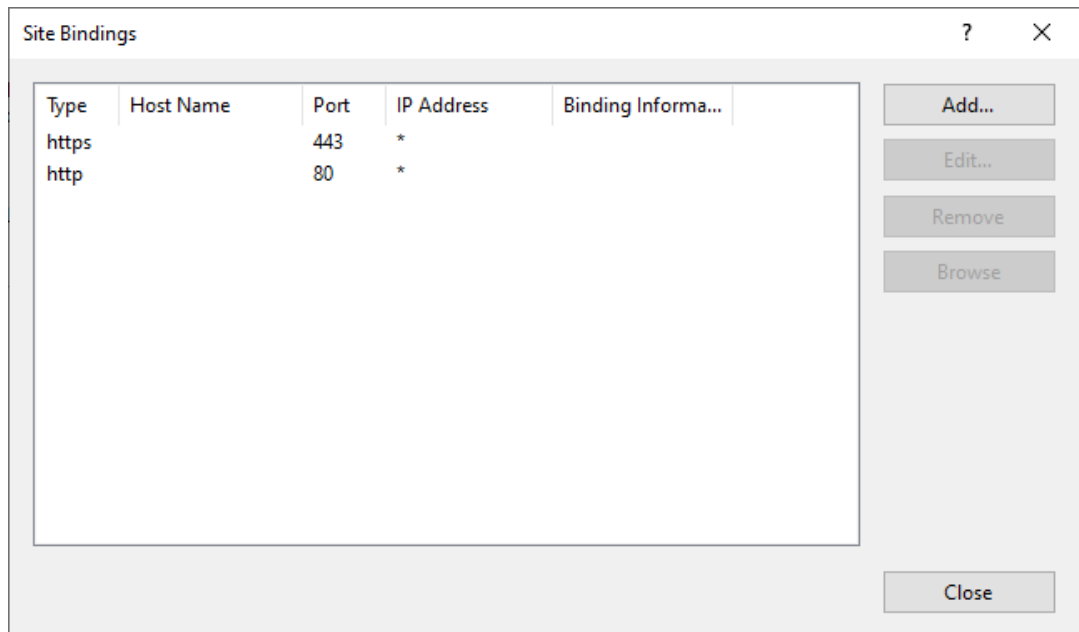 Site Bindings ? ×
Type Host Name Port IP Address Binding Informa...
https 443 *
http 80 *
Add...
Edit...
Remove
Browse
Close